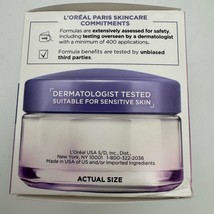 L'ORÉAL PARIS SKINCARE
COMMITMENTS
Formulas are extensively assessed for safety,
including testing overseen by a dermatologist
with a minimum of 400 applications.
Formula benefits are tested by unbiased
third parties.
DERMATOLOGIST TESTED
SUITABLE FOR SENSITIVE SKIN
L'Oréal USA S/D, Inc., Dist.
New York, NY 10001 1-800-322-2036
Made in USA of US and/or Imported Ingredients
ACTUAL SIZE